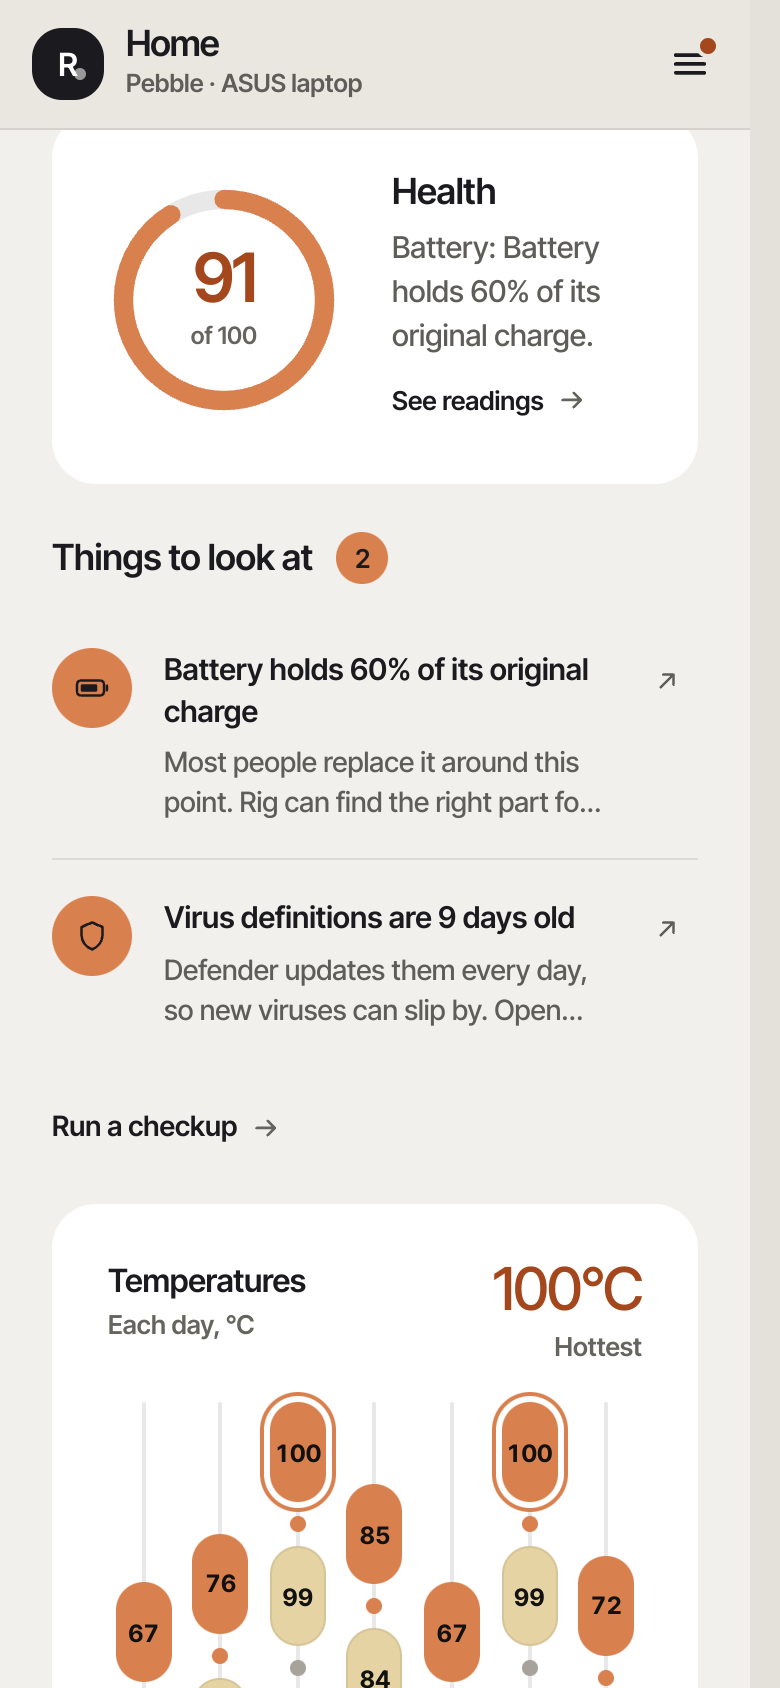 R
Home
Pebble · ASUS laptop
91
of 100
Health
Battery: Battery
holds 60% of its
original charge.
See readings →
Things to look at 2
Battery holds 60% of its original
charge
Most people replace it around this
point. Rig can find the right part fo...
Virus definitions are 9 days old
Defender updates them every day,
so new viruses can slip by. Open...
Run a checkup →
Temperatures
Each day, °C
100°C
Hottest
100 100
85
76 99 99 72
67 67
84